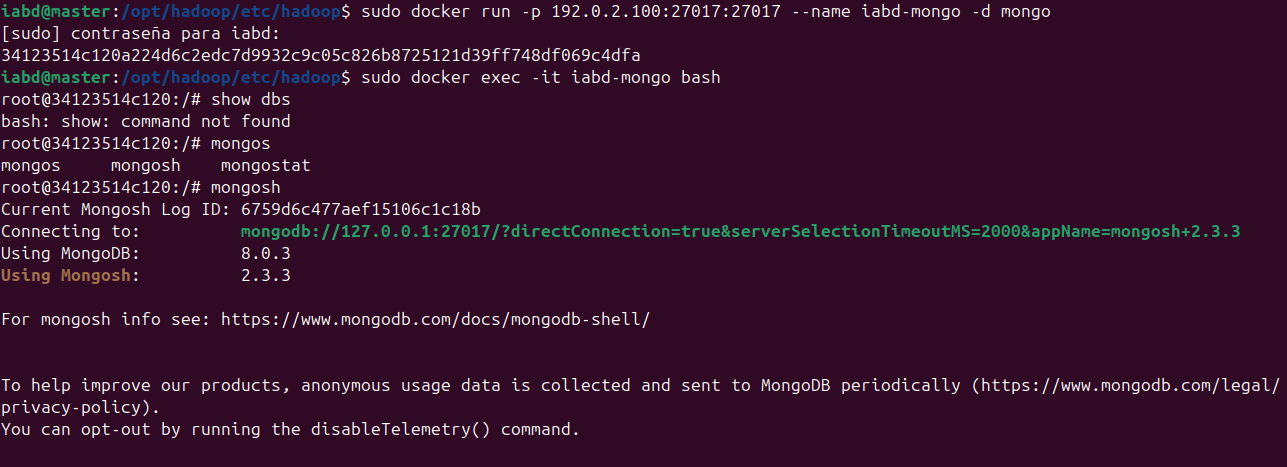 iabd@master:/opt/hadoop/etc/hadoop$ sudo docker run -p 192.0.2.100:27017:27017 --name iabd-mongo -d mongo
[sudo] contraseña para iabd:
34123514c120a224d6c2edc7d9932c9c05c826b8725121d39ff748df069c4dfa
iabd@master:/opt/hadoop/etc/hadoop$ sudo docker exec -it iabd-mongo bash
root@34123514c120:/# show dbs
bash: show: command not found
root@34123514c120:/# mongos
mongos     mongosh    mongostat
root@34123514c120:/# mongosh
Current Mongosh Log ID: 6759d6c477aef15106c1c18b
Connecting to:          mongodb://127.0.0.1:27017/?directConnection=true&serverSelectionTimeoutMS=2000&appName=mongosh+2.3.3
Using MongoDB:          8.0.3
Using Mongosh:          2.3.3
For mongosh info see: https://www.mongodb.com/docs/mongodb-shell/
To help improve our products, anonymous usage data is collected and sent to MongoDB periodically (https://www.mongodb.com/legal/
privacy-policy).
You can opt-out by running the disableTelemetry() command.